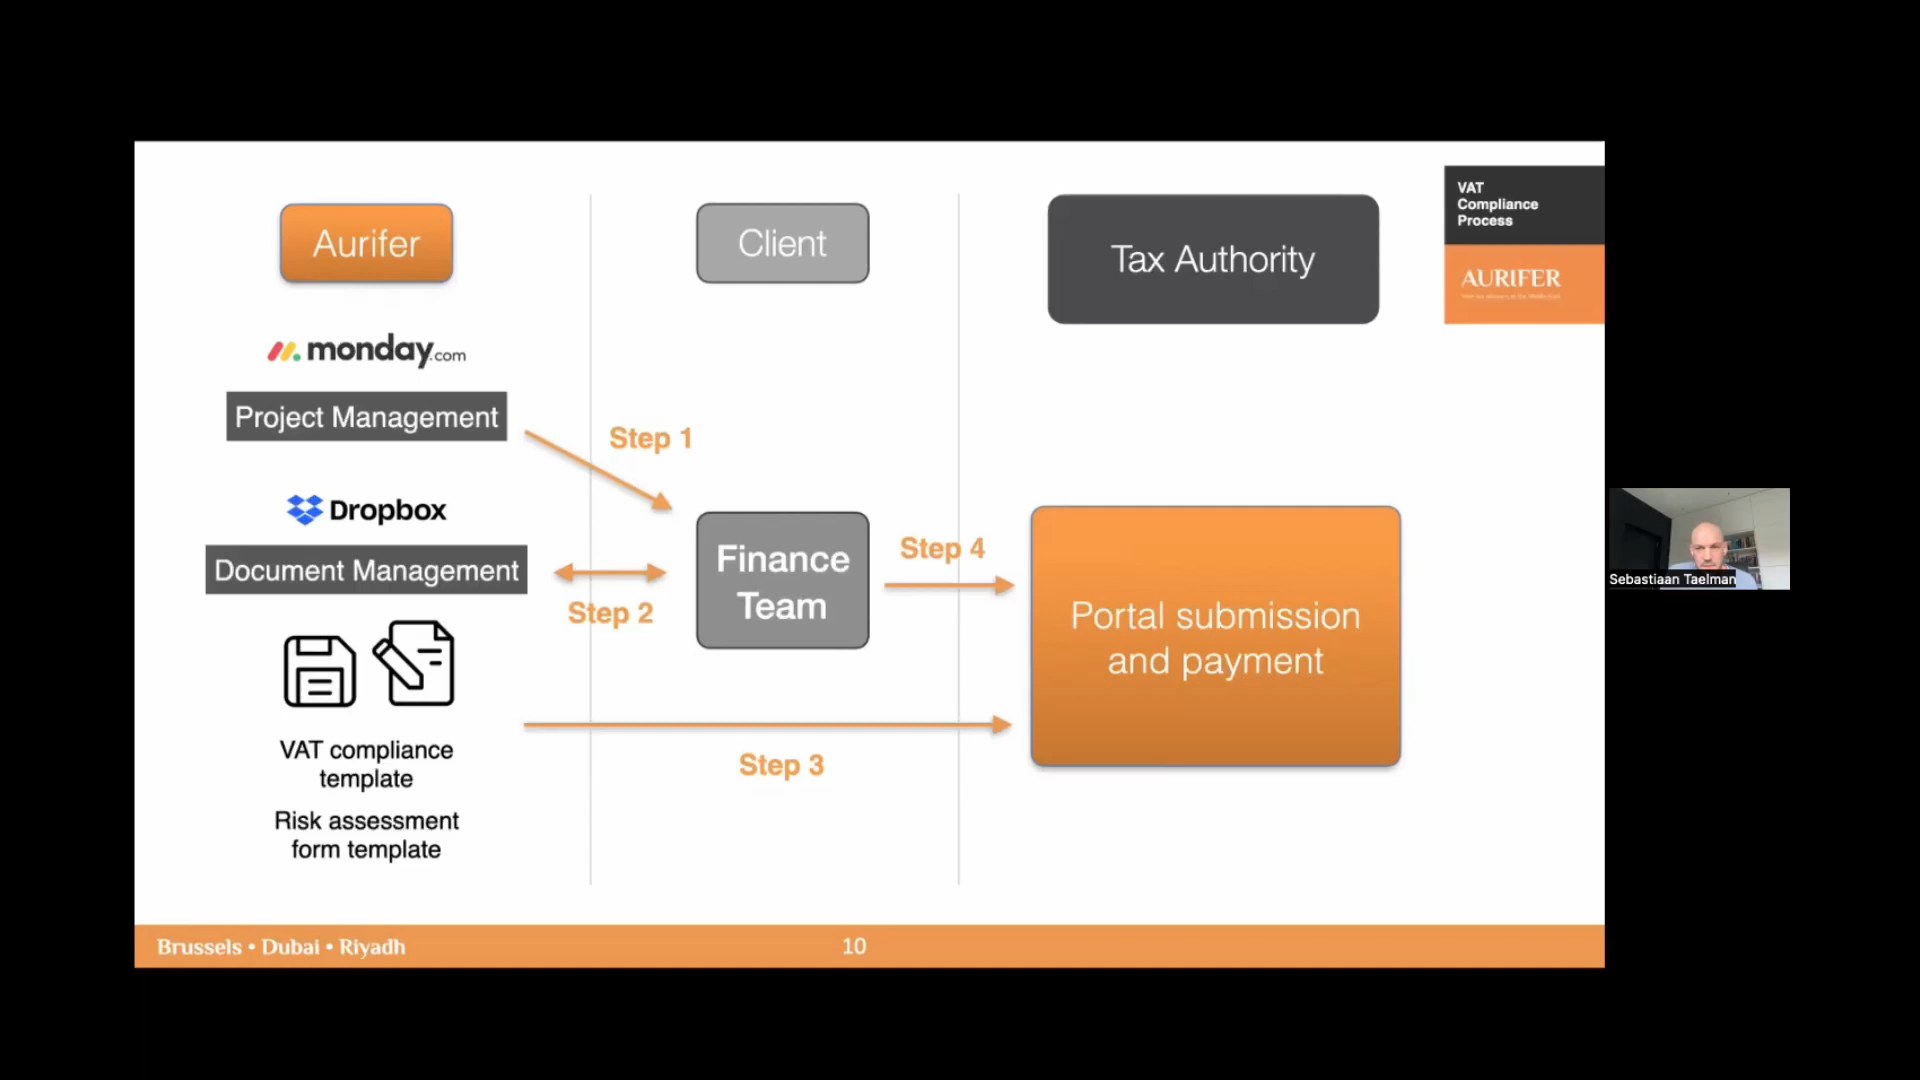 Aurifer
Client
Tax Authority
VAT
Compliance
Process
AURIFER
monday.com
Project Management
Step 1
Dropbox
Document Management
Step 2
Finance
Team
Step 4
Portal submission
and payment
Step 3
VAT compliance
template
Risk assessment
form template
Sebastiaan Taelman
Brussels • Dubai • Riyadh
10